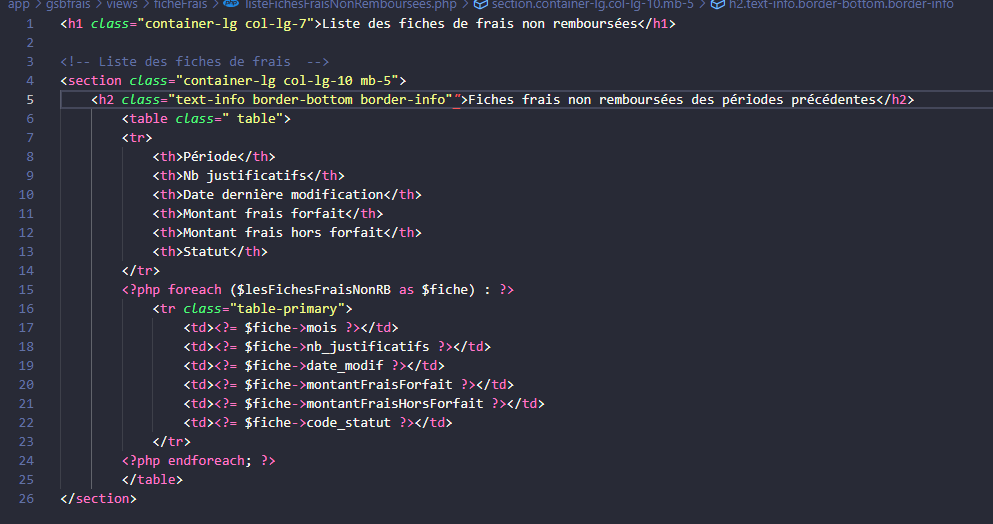 app > gsbfrais > views > ficheFrais > listeFichesFraisNonRemboursees.php > section.container-lg.col-lg-10.mb-5 > h2.text-info.border-bottom.border-info
1 <h1 class="container-lg col-lg-7">Liste des fiches de frais non remboursées</h1>
2
3 <!-- Liste des fiches de frais  -->
4 <section class="container-lg col-lg-10 mb-5">
5     <h2 class="text-info border-bottom border-info"”>Fiches frais non remboursées des périodes précédentes</h2>
6         <table class=" table">
7         <tr>
8             <th>Période</th>
9             <th>Nb justificatifs</th>
10             <th>Date dernière modification</th>
11             <th>Montant frais forfait</th>
12             <th>Montant frais hors forfait</th>
13             <th>Statut</th>
14         </tr>
15         <?php foreach ($lesFichesFraisNonRB as $fiche) : ?>
16             <tr class="table-primary">
17                 <td><?= $fiche->mois ?></td>
18                 <td><?= $fiche->nb_justificatifs ?></td>
19                 <td><?= $fiche->date_modif ?></td>
20                 <td><?= $fiche->montantFraisForfait ?></td>
21                 <td><?= $fiche->montantFraisHorsForfait ?></td>
22                 <td><?= $fiche->code_statut ?></td>
23             </tr>
24         <?php endforeach; ?>
25         </table>
26 </section>